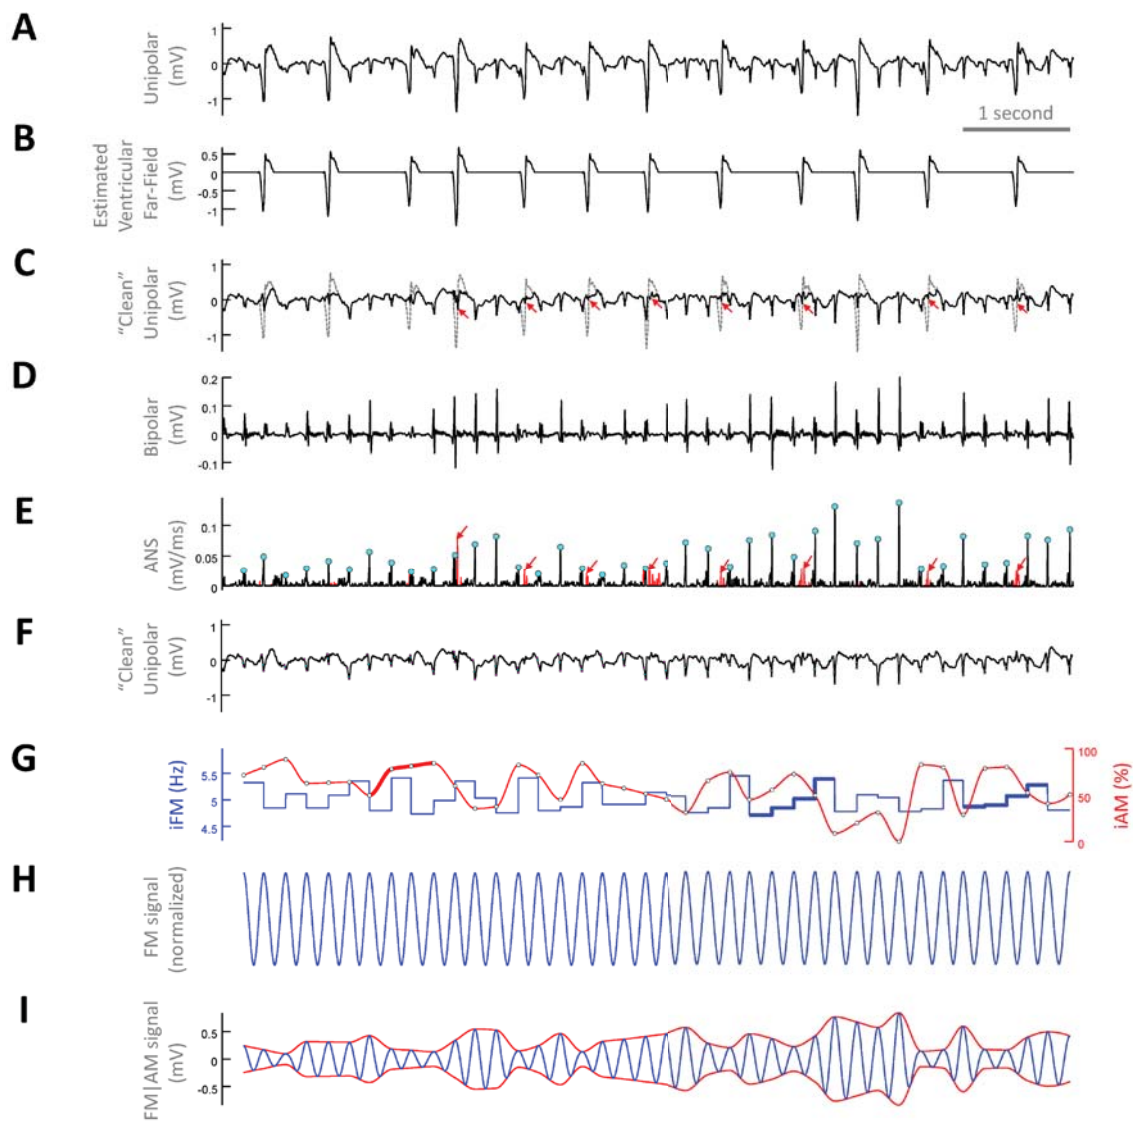 A
Unipolar
(mV)
1
0
-1
1 second
B
Estimated
Ventricular
Far-Field
(mV)
0.5
0
-0.5
-1
C
“Clean”
Unipolar
(mV)
1
0
-1
D
Bipolar
(mV)
0.2
0.1
0
-0.1
E
ANS
(mV/ms)
0.1
0.05
0
F
“Clean”
Unipolar
(mV)
1
0
-1
G
iFM (Hz)
5.5
5
4.5
100
50
0
iAM (%)
H
FM signal
(normalized)
I
FM|AM signal
(mV)
0.5
0
-0.5